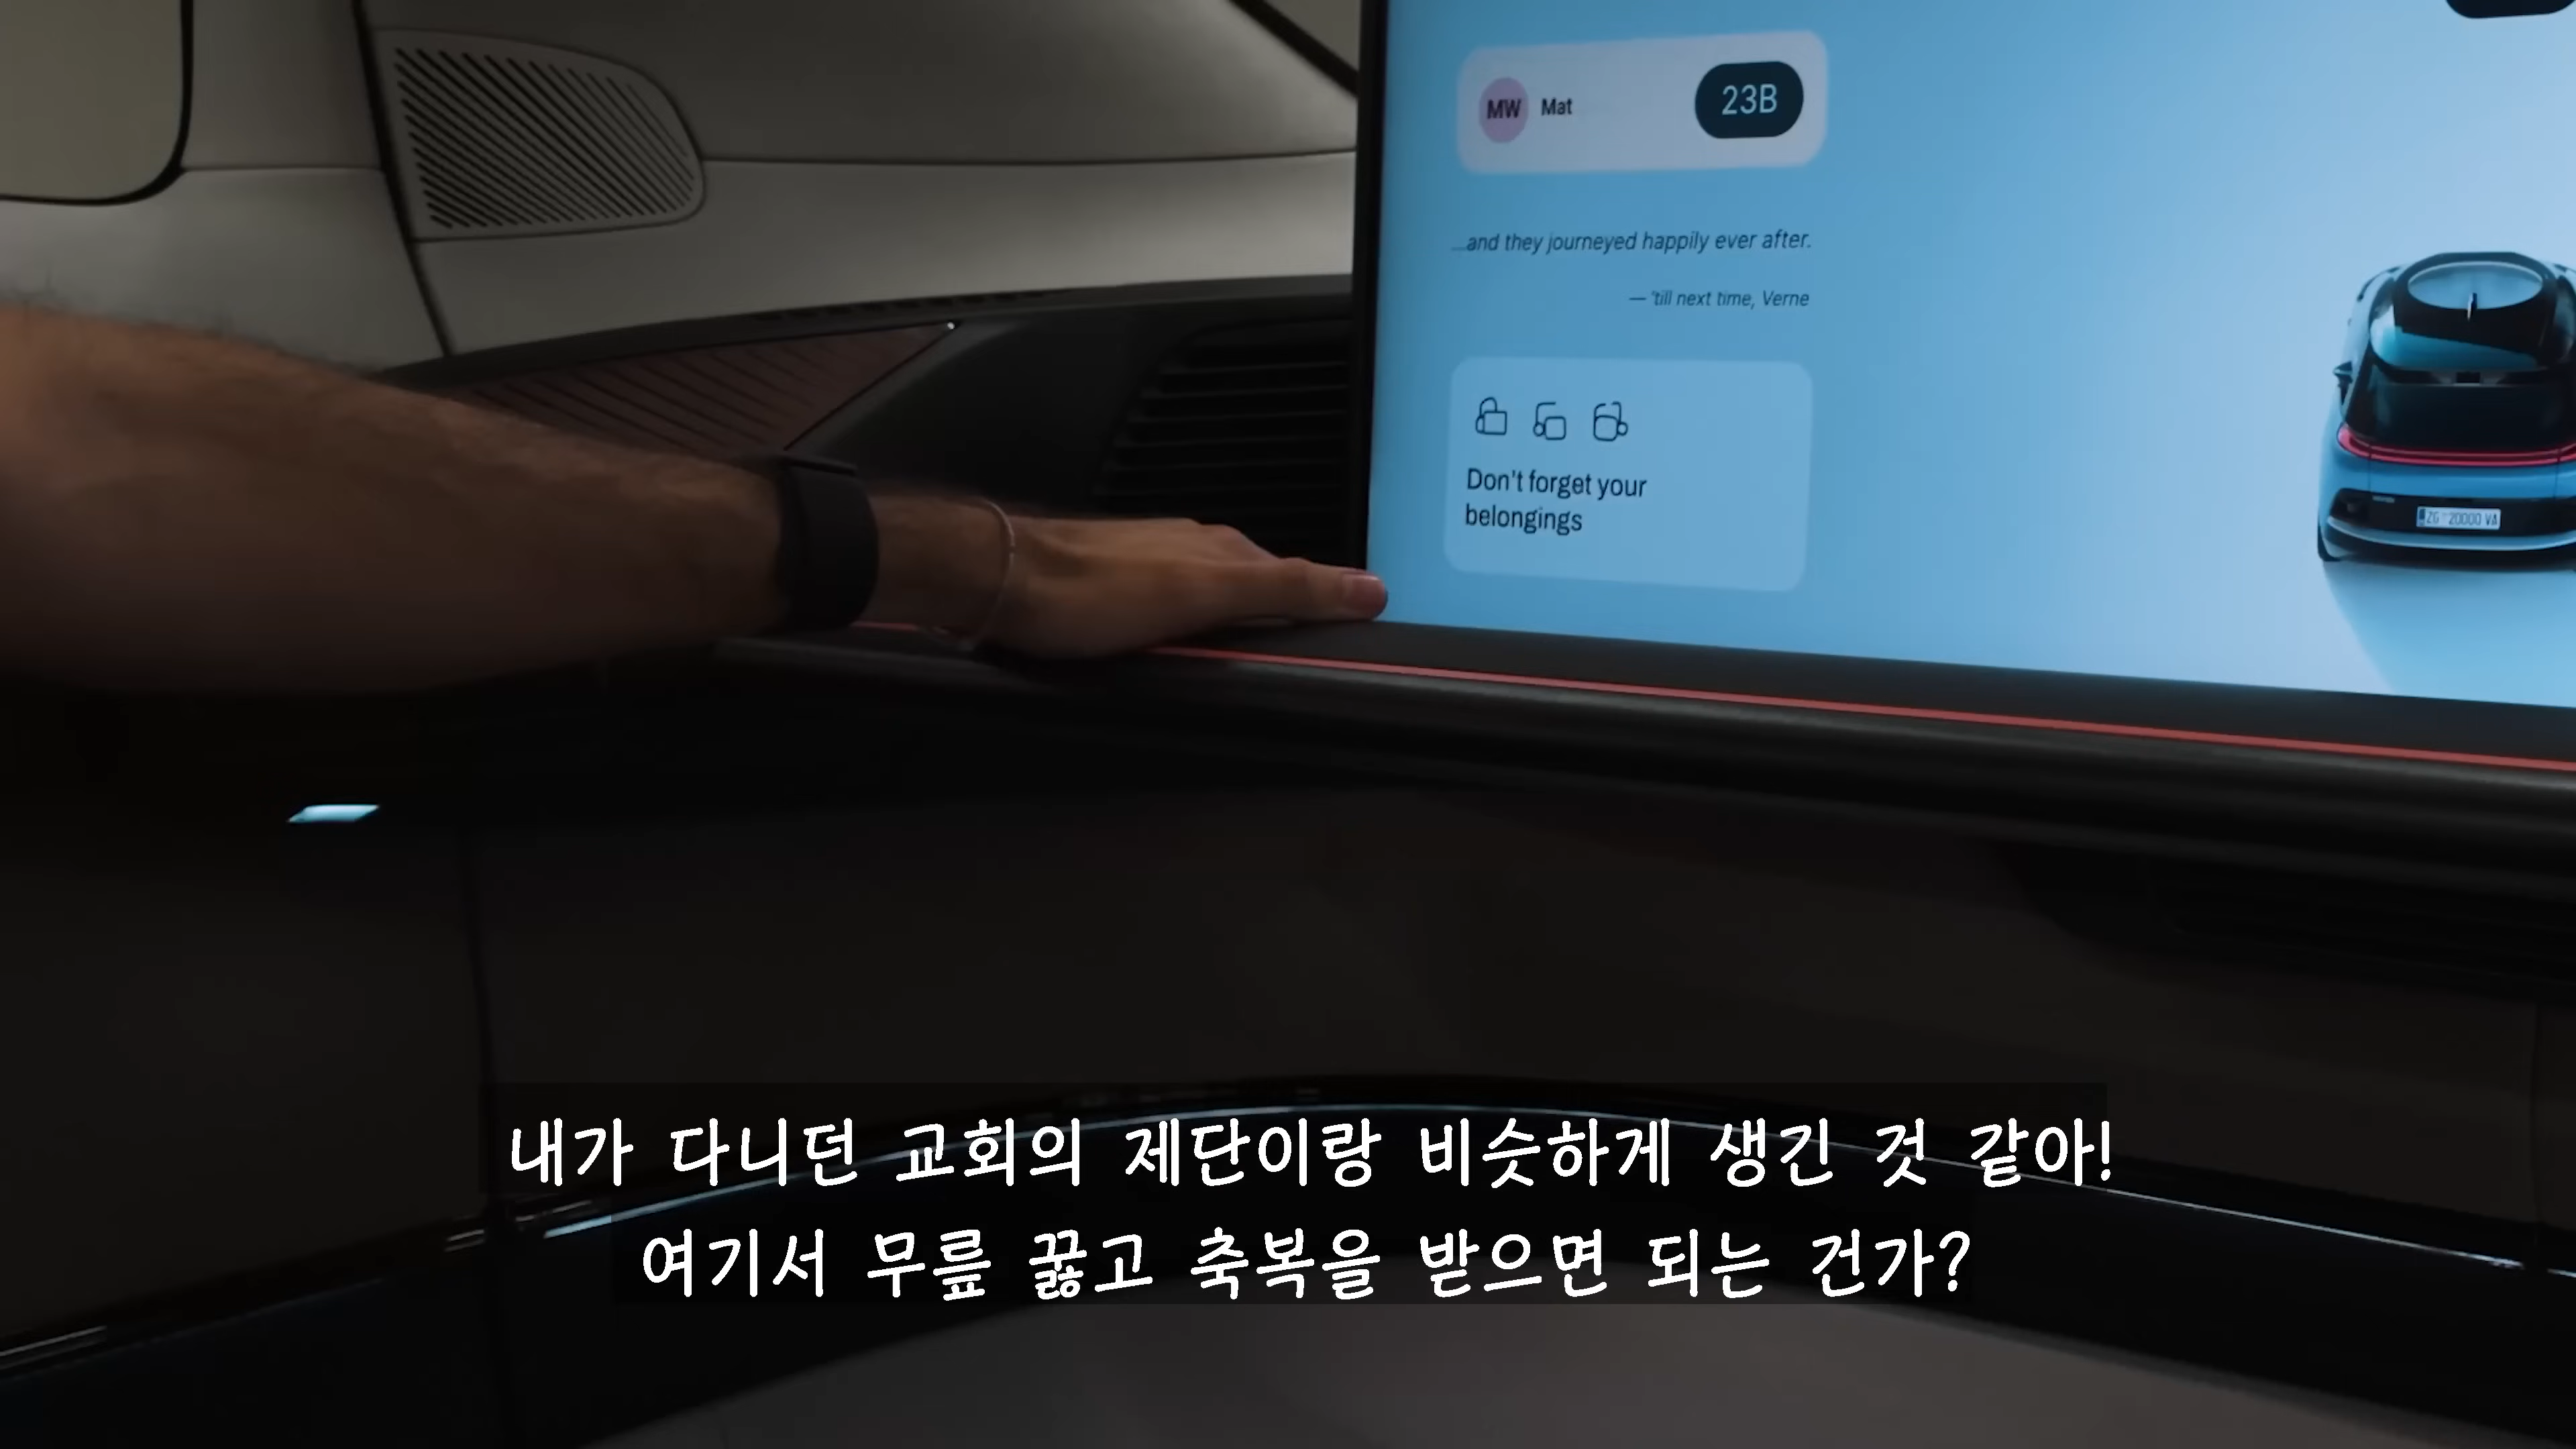 MW Mat 23B
...and they journeyed happily ever after.
— 'till next time, Verne
Don't forget your
belongings
ZG 20000 VA
내가 다니던 교회의 제단이랑 비슷하게 생긴 것 같아!
여기서 무릎 꿇고 축복을 받으면 되는 건가?